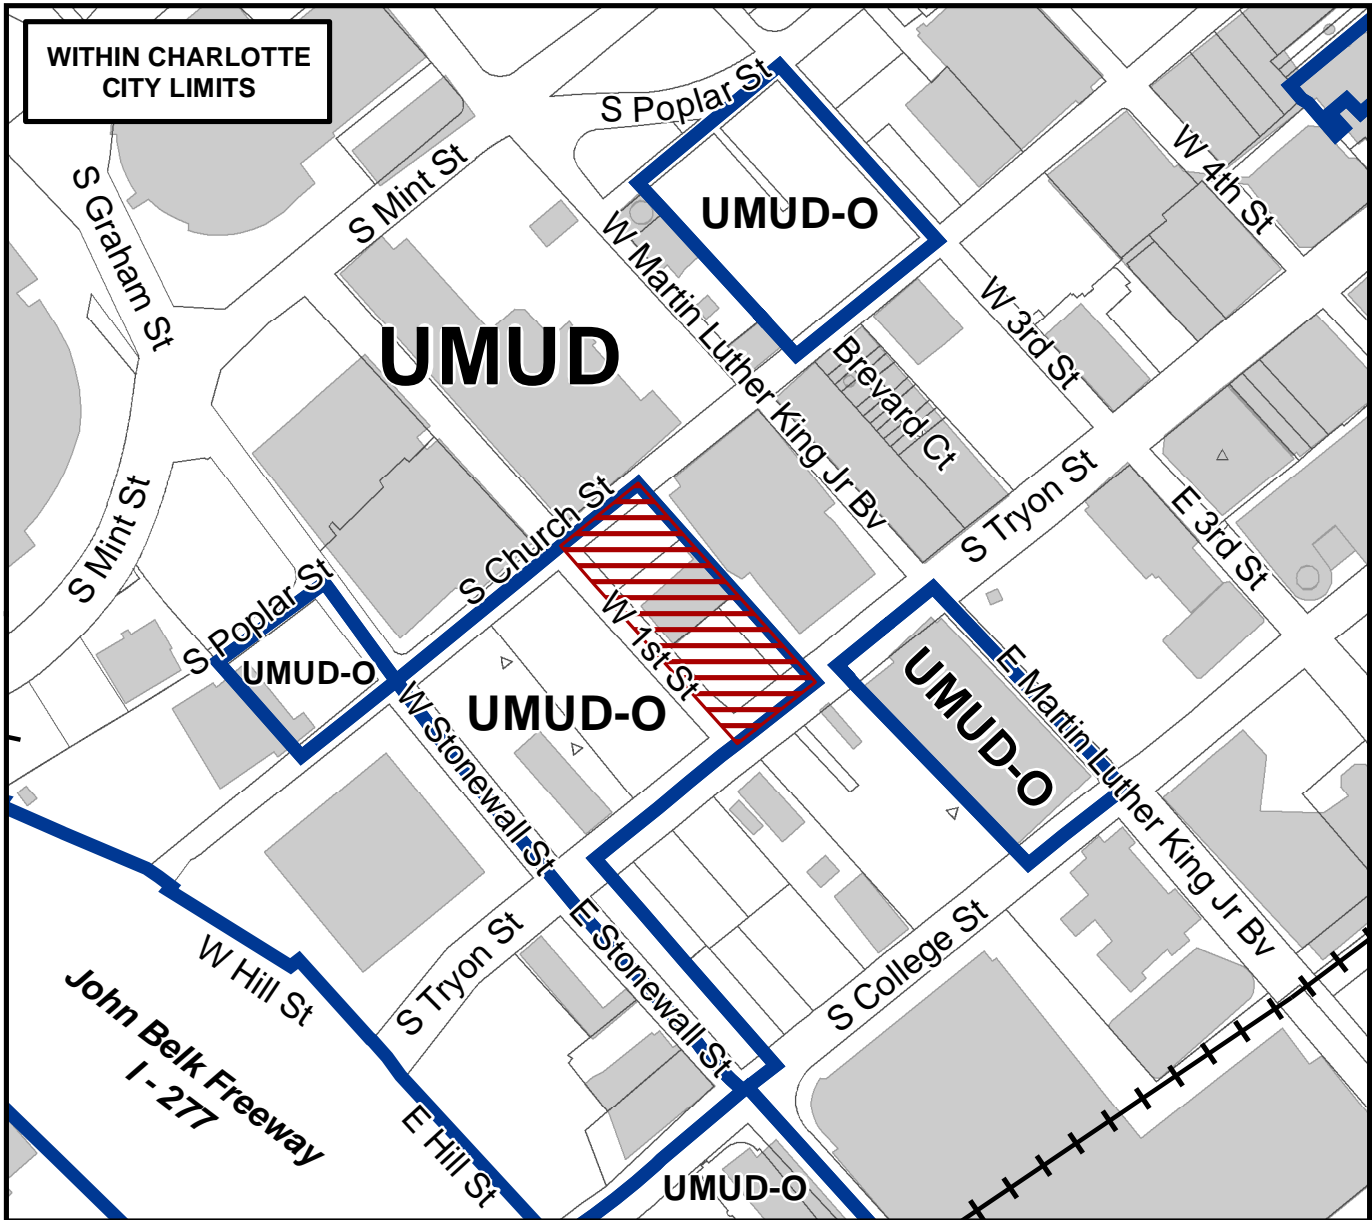 WITHIN CHARLOTTE
CITY LIMITS
S Poplar St
W 4th St
S Mint St
S Graham St
UMUD-O
W Martin Luther King Jr Bv
W 3rd St
UMUD
Brevard Ct
S Tryon St
E 3rd St
S Mint St
S Church St
S Poplar St
W 1st St
UMUD-O
UMUD-O
UMUD-O
E Martin Luther King Jr Bv
W Stonewall St
E Stonewall St
S College St
S Tryon St
W Hill St
John Belk Freeway
I - 277
E Hill St
UMUD-O